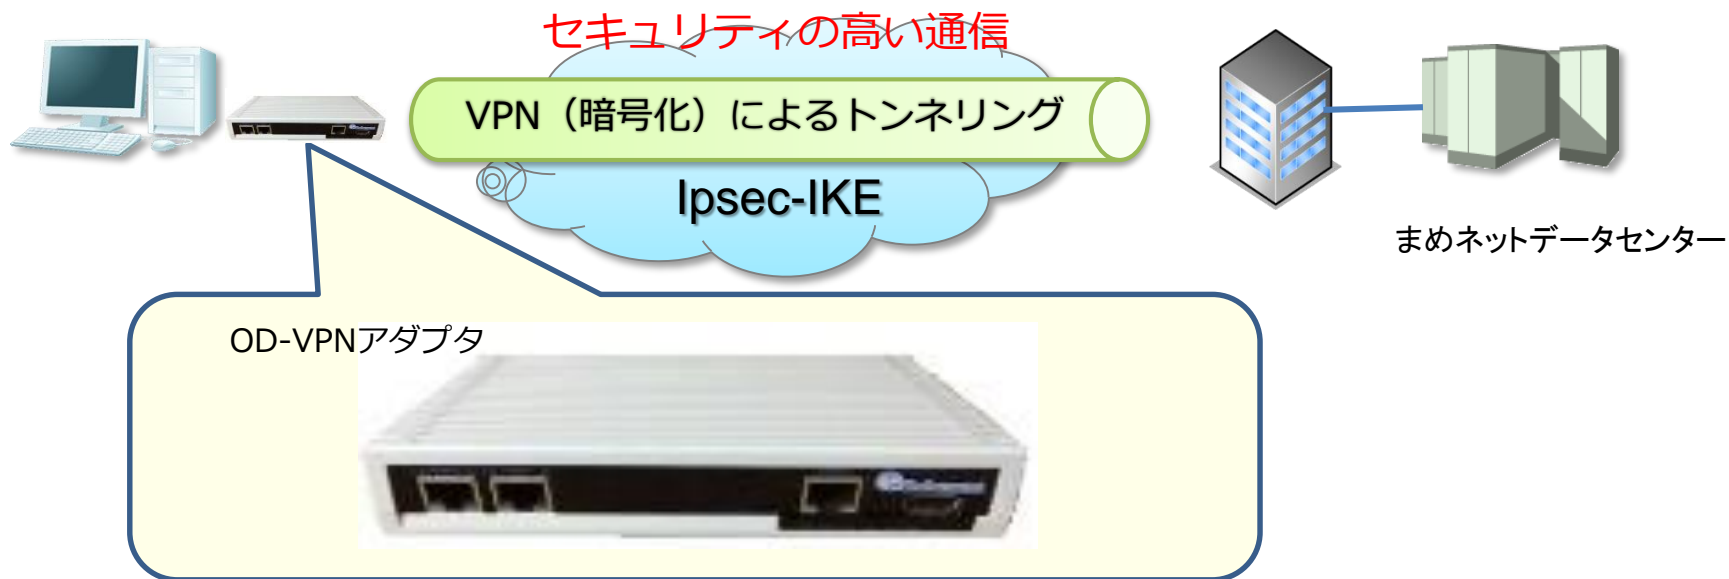 セキュリティの高い通信
VPN（暗号化）によるトンネリング
Ipsec-IKE
まめネットデータセンター
OD-VPNアダプタ